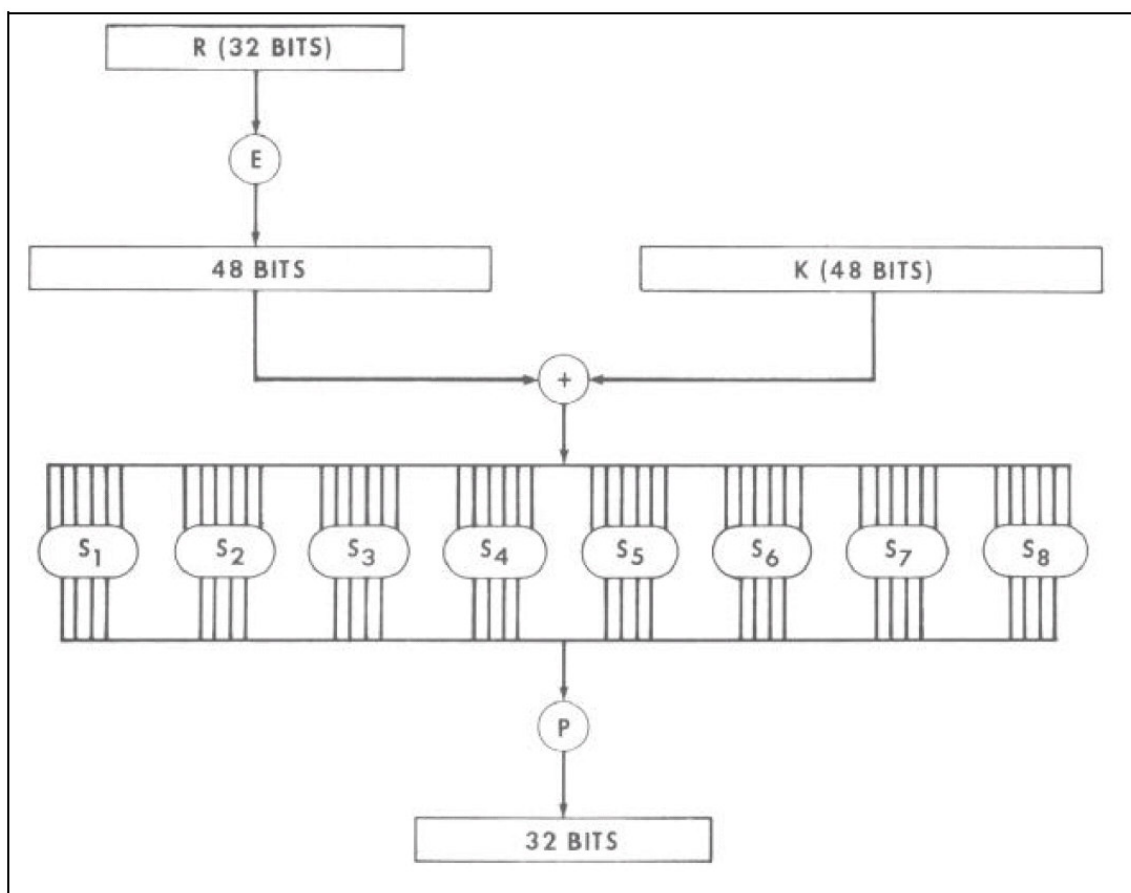 R (32 BITS)
E
48 BITS
K (48 BITS)
+
S1 S2 S3 S4 S5 S6 S7 S8
P
32 BITS